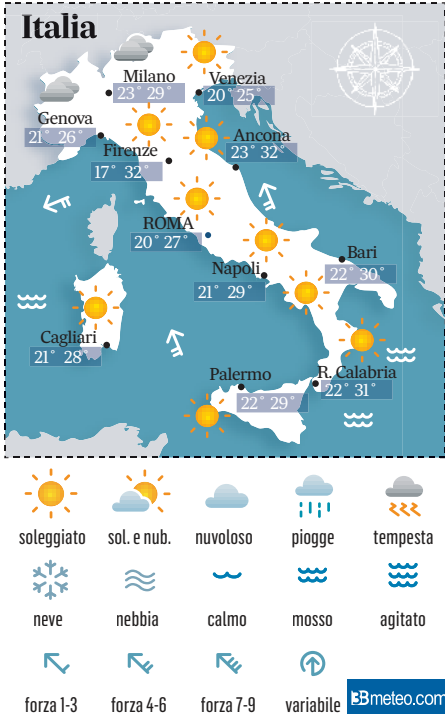 Italia
Milano
23° 29°
Venezia
20° 25°
Genova
21° 26°
Ancona
23° 32°
Firenze
17° 32°
ROMA
20° 27°
Bari
22° 30°
Napoli
21° 29°
Cagliari
21° 28°
Palermo
22° 29°
R. Calabria
22° 31°
soleggiato sol. e nub. nuvoloso piogge tempesta
neve nebbia calmo mosso agitato
forza 1-3 forza 4-6 forza 7-9 variabile
3Bmeteo.com